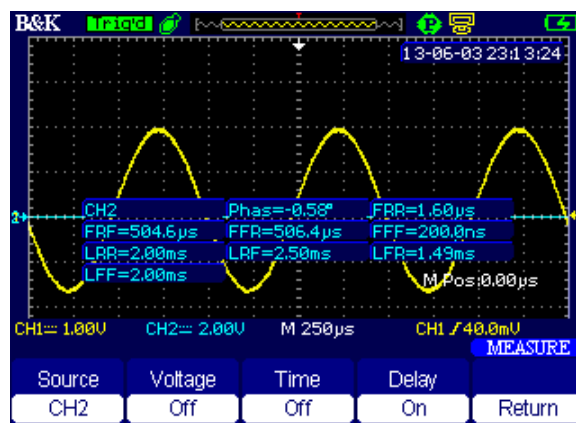 B&K Trig'd P
13-06-03 23:13:24
CH2 Phas=-0.58° FRR=1.60µs
FRF=504.6µs FFR=506.4µs FFF=200.0ns
LRR=2.00ms LRF=2.50ms LFR=1.49ms
LFF=2.00ms
M Pos:0.00µs
CH1 1.00V CH2 2.00V M 250µs CH1 40.0mV
MEASURE
Source Voltage Time Delay
CH2 Off Off On Return